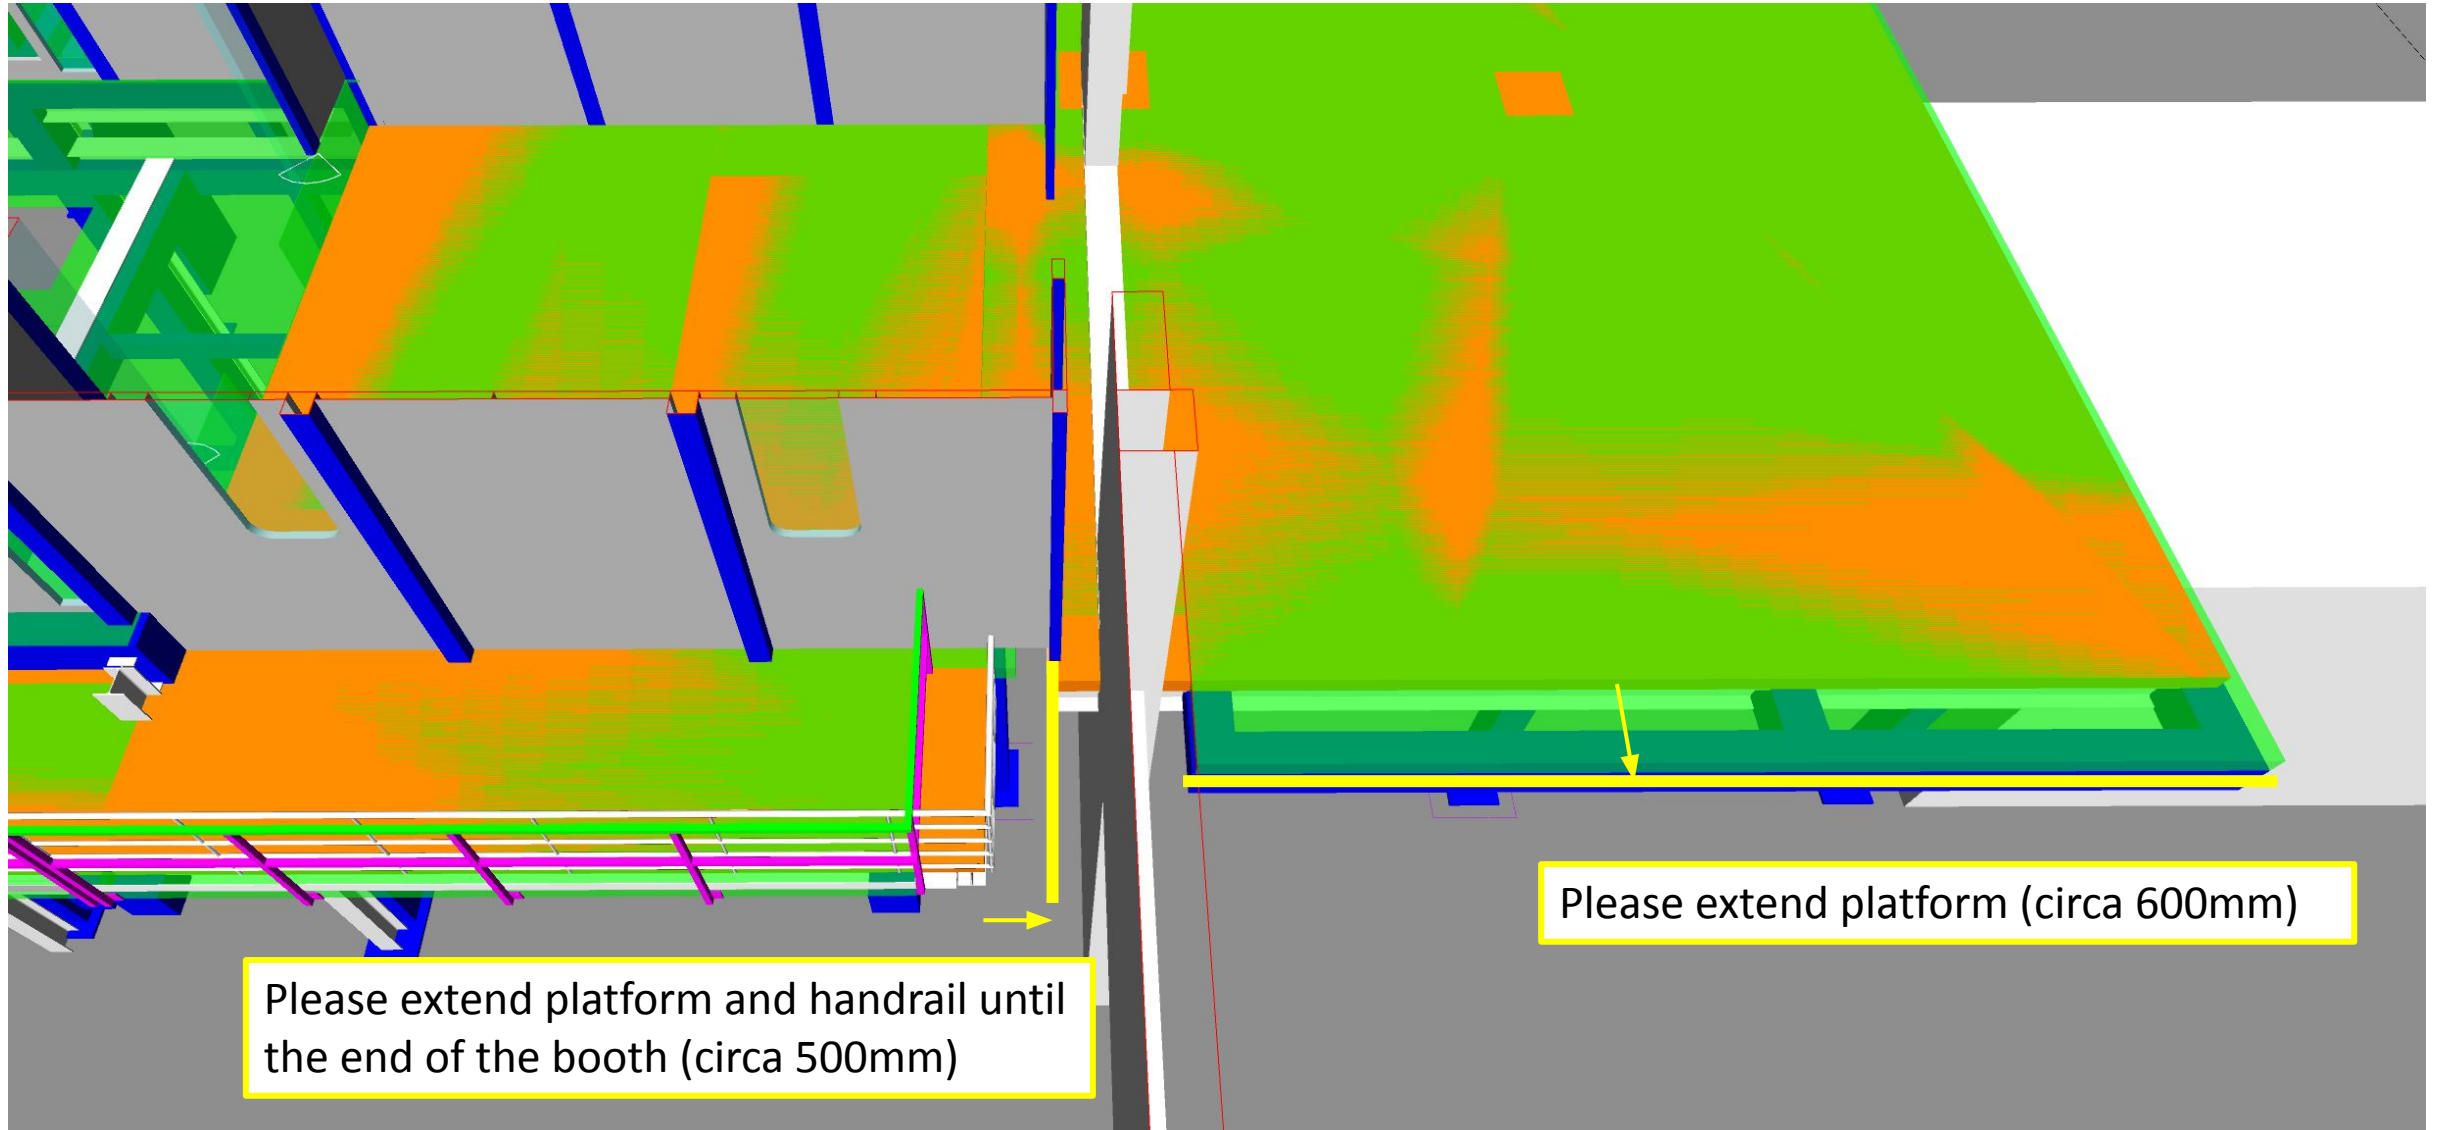 Please extend platform (circa 600mm)
Please extend platform and handrail until
the end of the booth (circa 500mm)